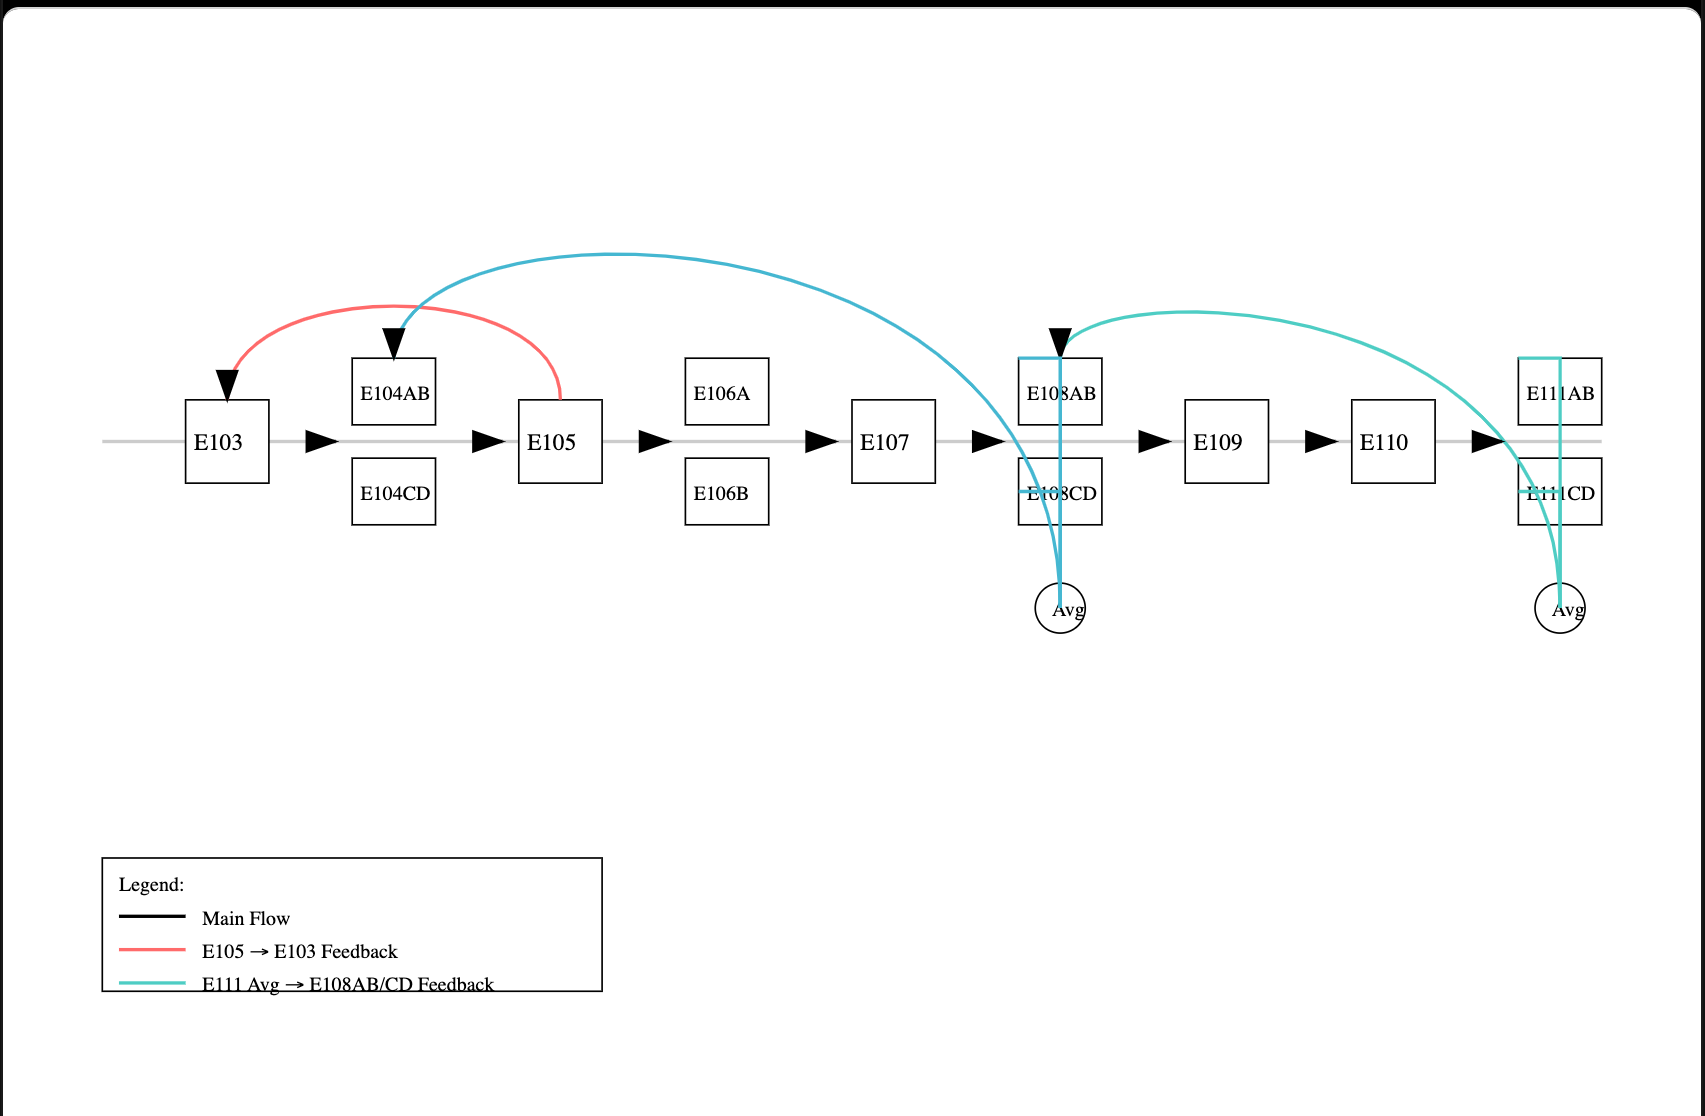 E104AB
E106A
E108AB
E111AB
E103
E105
E107
E109
E110
E104CD
E106B
E108CD
E111CD
Avg
Avg
Legend:
Main Flow
E105 → E103 Feedback
E111 Avg → E108AB/CD Feedback